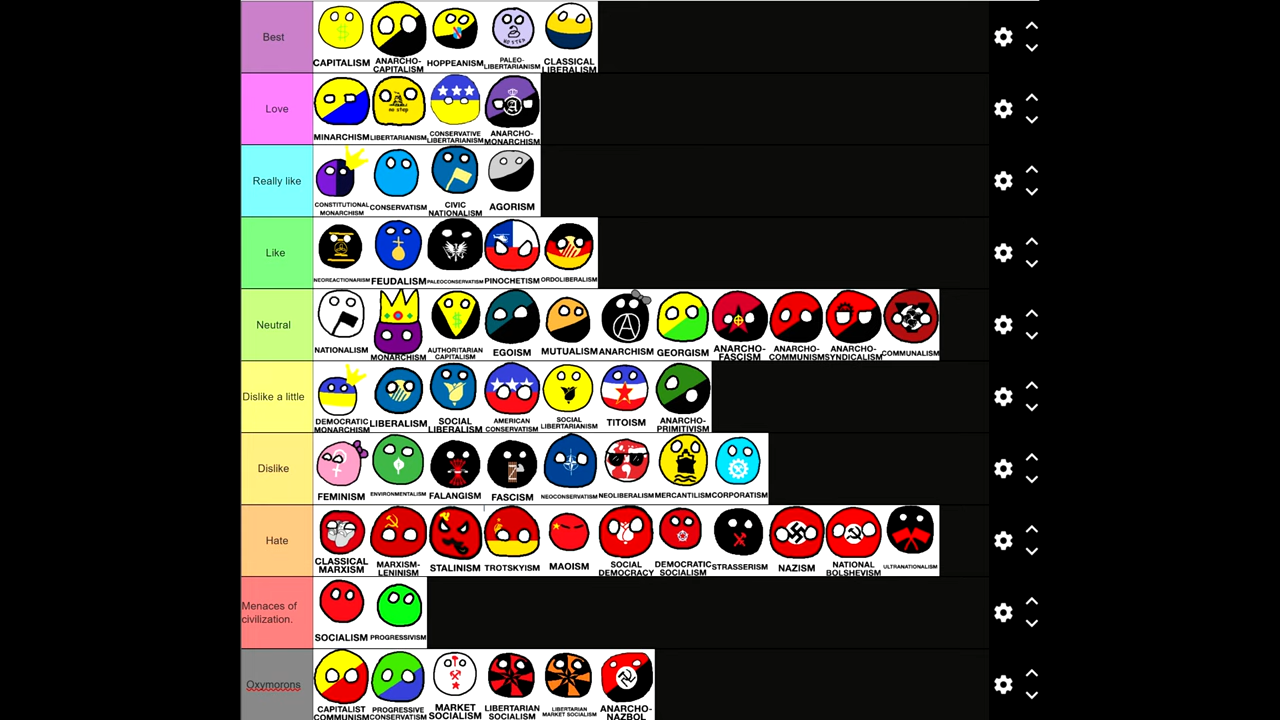 Best
CAPITALISM
ANARCHO-
CAPITALISM
HOPPEANISM
NO STEP
PALEO-
LIBERTARIANISM
CLASSICAL
LIBERALISM
Love
MINARCHISM
no step
LIBERTARIANISM
CONSERVATIVE
LIBERTARIANISM
ANARCHO-
MONARCHISM
Really like
CONSTITUTIONAL
MONARCHISM
CONSERVATISM
CIVIC
NATIONALISM
AGORISM
Like
NEOREACTIONARISM
FEUDALISM
PALEOCONSERVATISM
PINOCHETISM
ORDOLIBERALISM
Neutral
NATIONALISM
MONARCHISM
AUTHORITARIAN
CAPITALISM
EGOISM
MUTUALISM
ANARCHISM
GEORGISM
ANARCHO-
FASCISM
ANARCHO-
COMMUNISM
ANARCHO-
SYNDICALISM
COMMUNALISM
Dislike a little
DEMOCRATIC
MONARCHISM
LIBERALISM
SOCIAL
LIBERALISM
AMERICAN
CONSERVATISM
SOCIAL
LIBERTARIANISM
TITOISM
ANARCHO-
PRIMITIVISM
Dislike
FEMINISM
ENVIRONMENTALISM
FALANGISM
FASCISM
NEOCONSERVATISM
NEOLIBERALISM
MERCANTILISM
CORPORATISM
Hate
CLASSICAL
MARXISM
MARXISM-
LENINISM
STALINISM
TROTSKYISM
MAOISM
SOCIAL
DEMOCRACY
DEMOCRATIC
SOCIALISM
STRASSERISM
NAZISM
NATIONAL
BOLSHEVISM
ULTRANATIONALISM
Menaces of
civilization.
SOCIALISM
PROGRESSIVISM
Oxymorons
CAPITALIST
COMMUNISM
PROGRESSIVE
CONSERVATISM
MARKET
SOCIALISM
LIBERTARIAN
SOCIALISM
LIBERTARIAN
MARKET SOCIALISM
ANARCHO-
NAZBOL